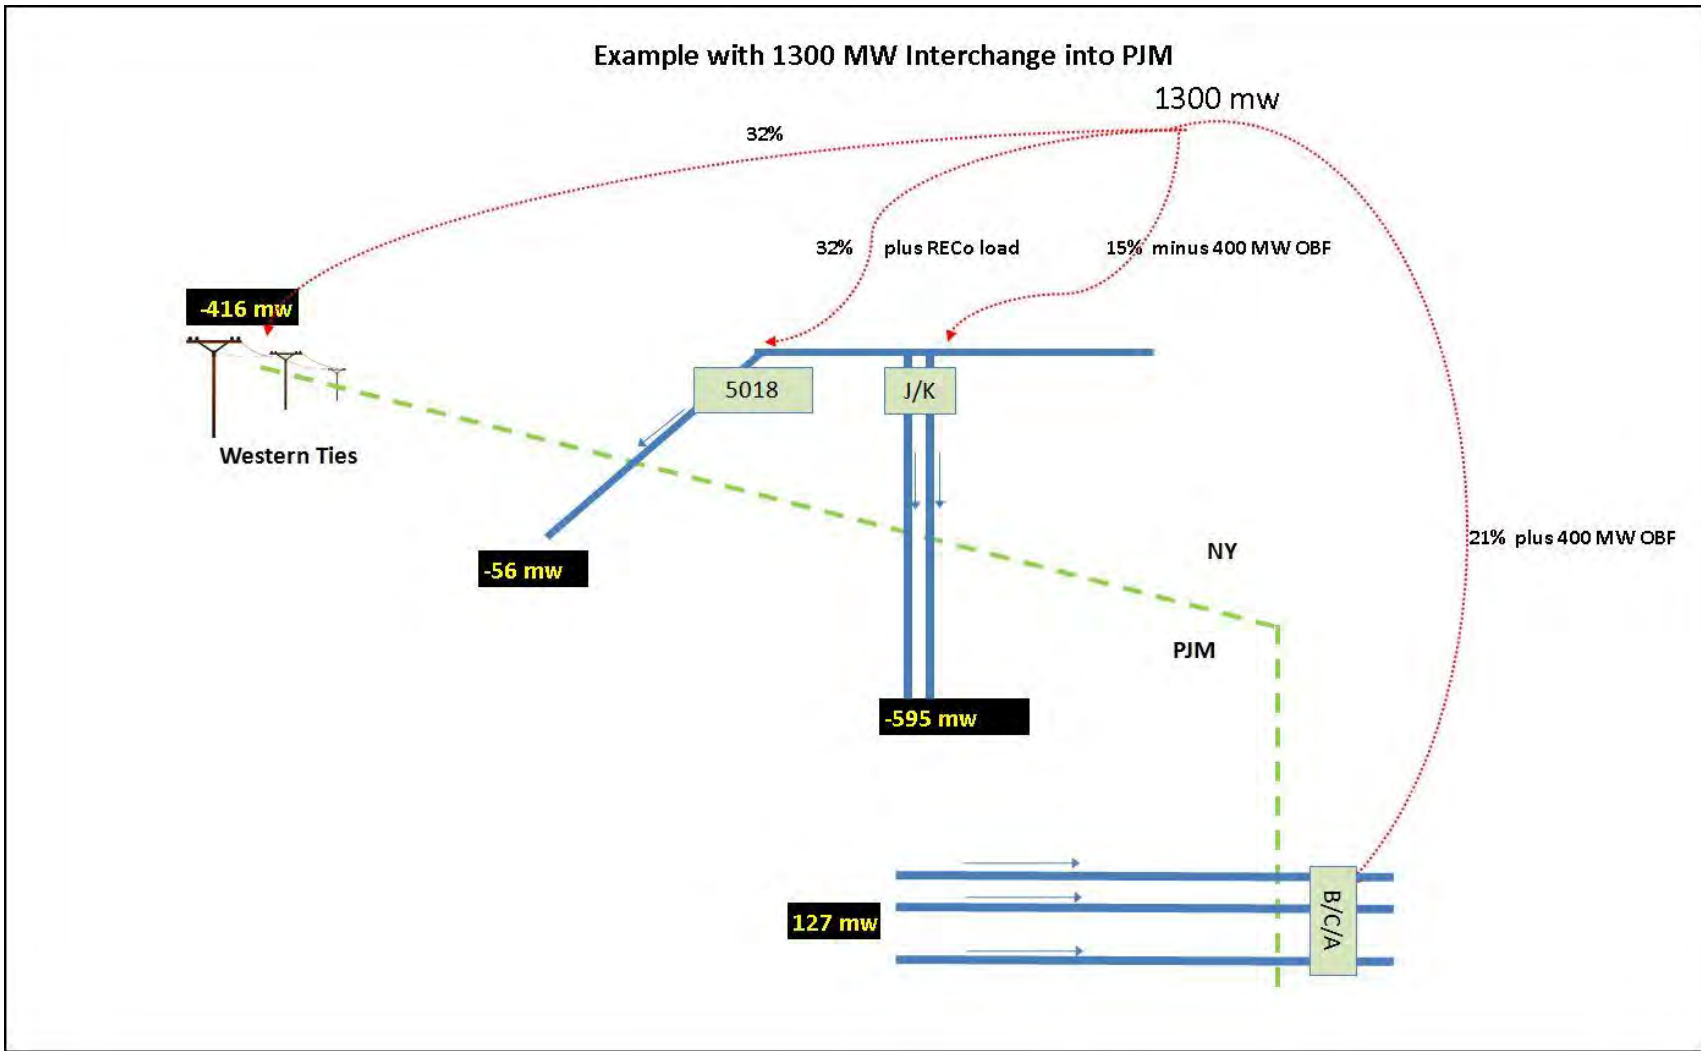 Example with 1300 MW Interchange into PJM
1300 mw
32%
32% plus RECo load
15% minus 400 MW OBF
-416 mw
5018
J/K
Western Ties
NY
21% plus 400 MW OBF
-56 mw
PJM
-595 mw
127 mw
B/C/A